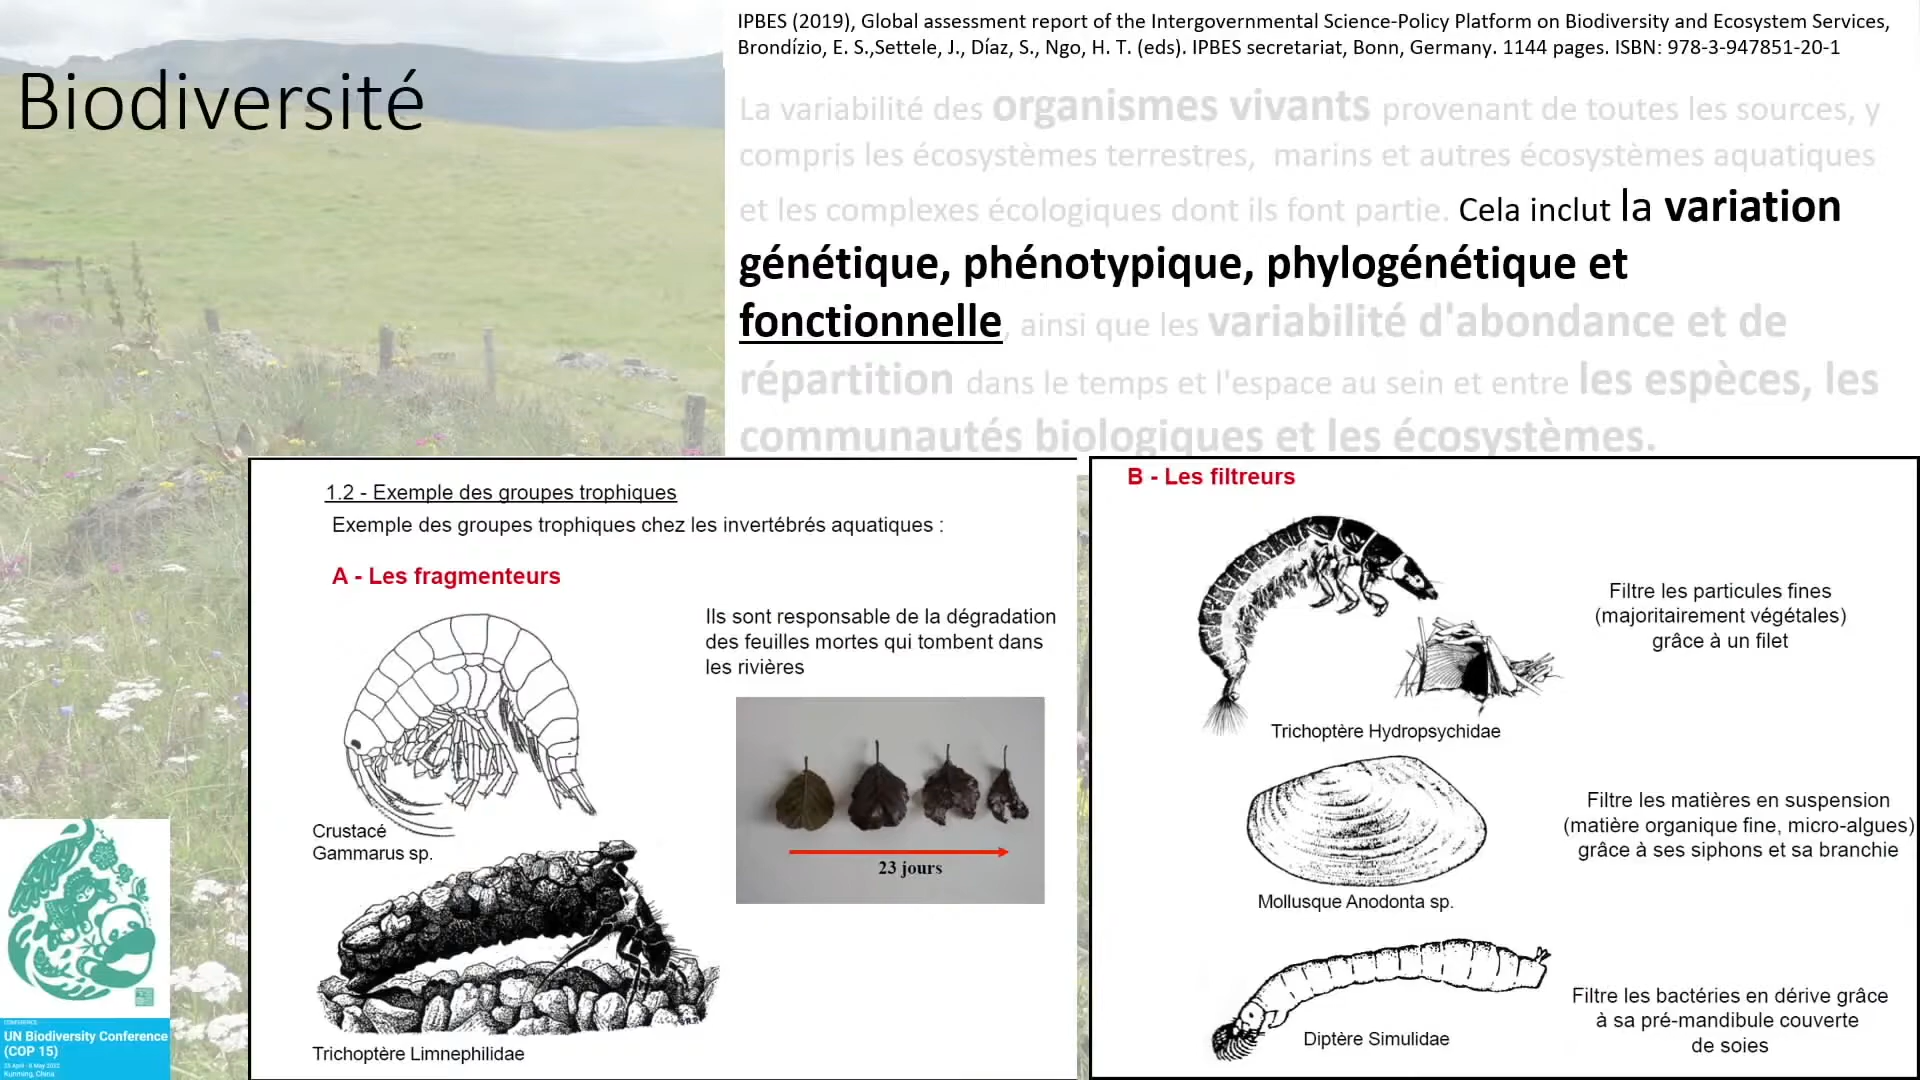 Biodiversité
IPBES (2019), Global assessment report of the Intergovernmental Science-Policy Platform on Biodiversity and Ecosystem Services,
Brondízio, E. S.,Settele, J., Díaz, S., Ngo, H. T. (eds). IPBES secretariat, Bonn, Germany. 1144 pages. ISBN: 978-3-947851-20-1
La variabilité des organismes vivants provenant de toutes les sources, y
compris les écosystèmes terrestres, marins et autres écosystèmes aquatiques
et les complexes écologiques dont ils font partie. Cela inclut la variation
génétique, phénotypique, phylogénétique et
fonctionnelle, ainsi que les variabilité d'abondance et de
répartition dans le temps et l'espace au sein et entre les espèces, les
communautés biologiques et les écosystèmes.
1.2 - Exemple des groupes trophiques
Exemple des groupes trophiques chez les invertébrés aquatiques :
A - Les fragmenteurs
Ils sont responsable de la dégradation
des feuilles mortes qui tombent dans
les rivières
23 jours
Crustacé
Gammarus sp.
Trichoptère Limnephilidae
B - Les filtreurs
Filtre les particules fines
(majoritairement végétales)
grâce à un filet
Trichoptère Hydropsychidae
Filtre les matières en suspension
(matière organique fine, micro-algues)
grâce à ses siphons et sa branchie
Mollusque Anodonta sp.
Filtre les bactéries en dérive grâce
à sa pré-mandibule couverte
de soies
Diptère Simulidae
CONFERENCE
UN Biodiversity Conference
(COP 15)
25 April - 8 May 2022
Kunming, China